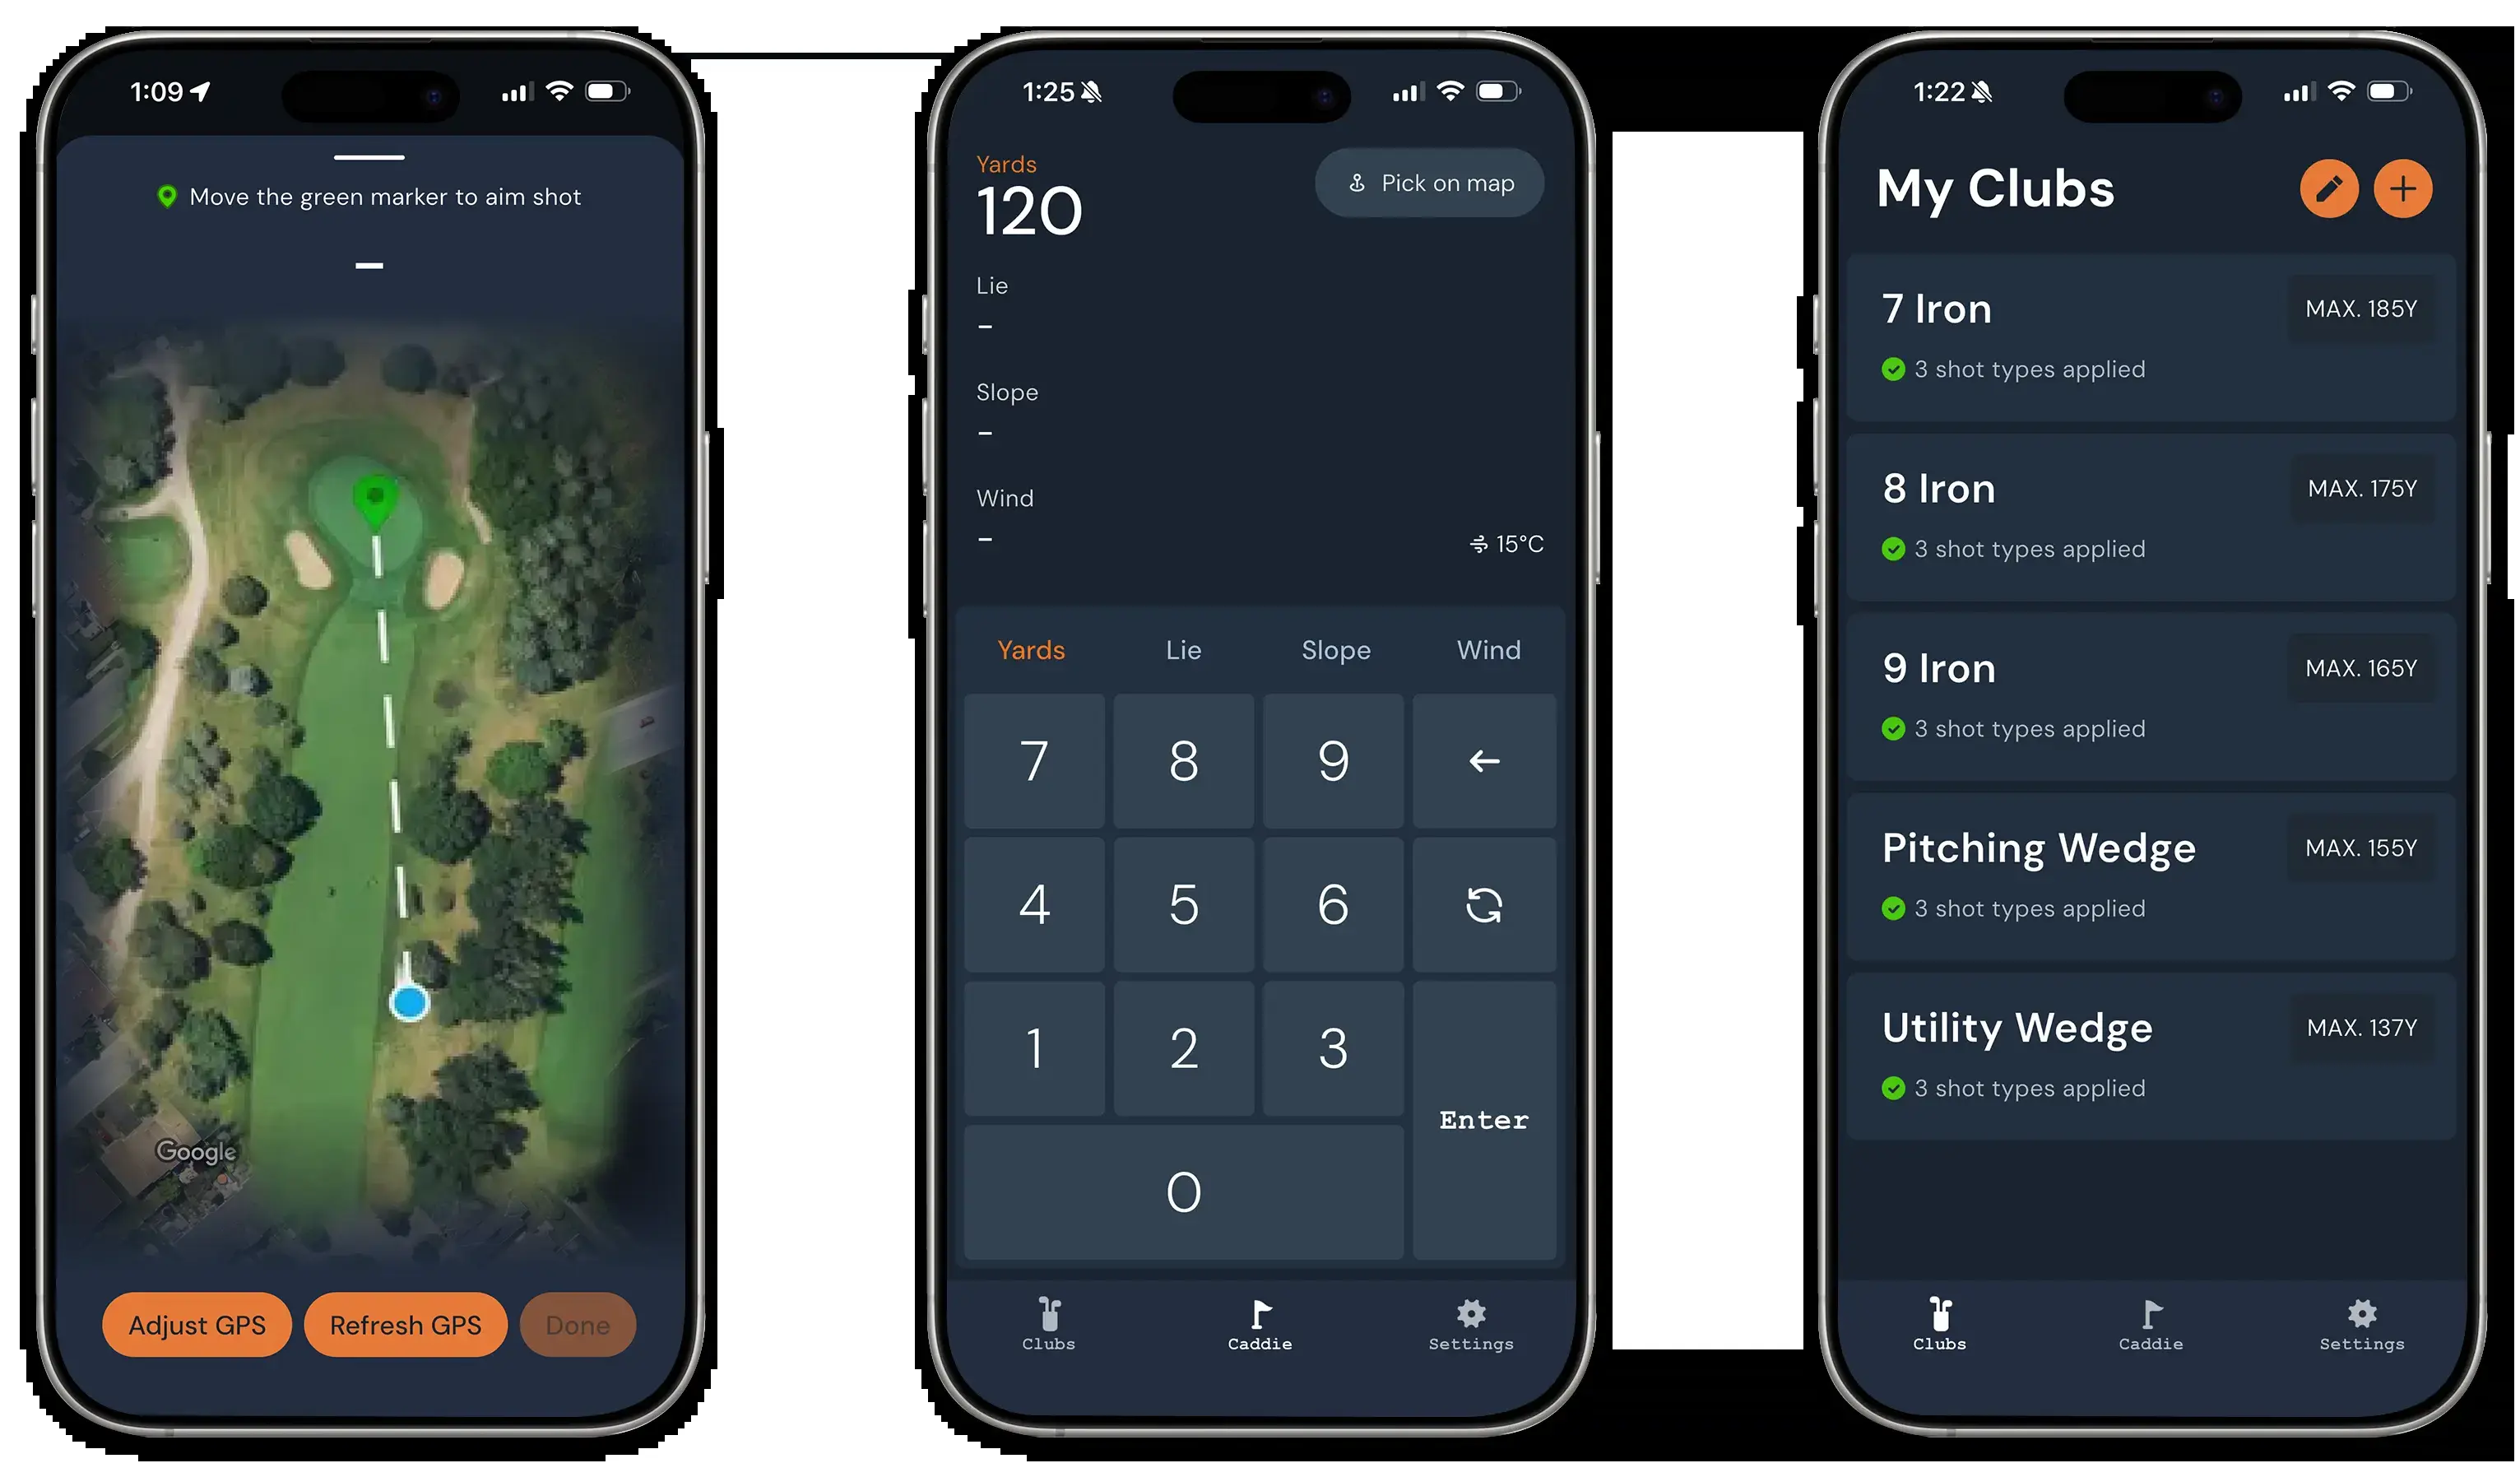 1:09
Move the green marker to aim shot
Google
Adjust GPS
Refresh GPS
Done
1:25
Yards
120
Pick on map
Lie
–
Slope
–
Wind
–
15°C
Yards Lie Slope Wind
7 8 9
4 5 6
1 2 3
Enter
0
Clubs Caddie Settings
1:22
My Clubs
7 Iron
MAX. 185Y
3 shot types applied
8 Iron
MAX. 175Y
3 shot types applied
9 Iron
MAX. 165Y
3 shot types applied
Pitching Wedge
MAX. 155Y
3 shot types applied
Utility Wedge
MAX. 137Y
3 shot types applied
Clubs Caddie Settings